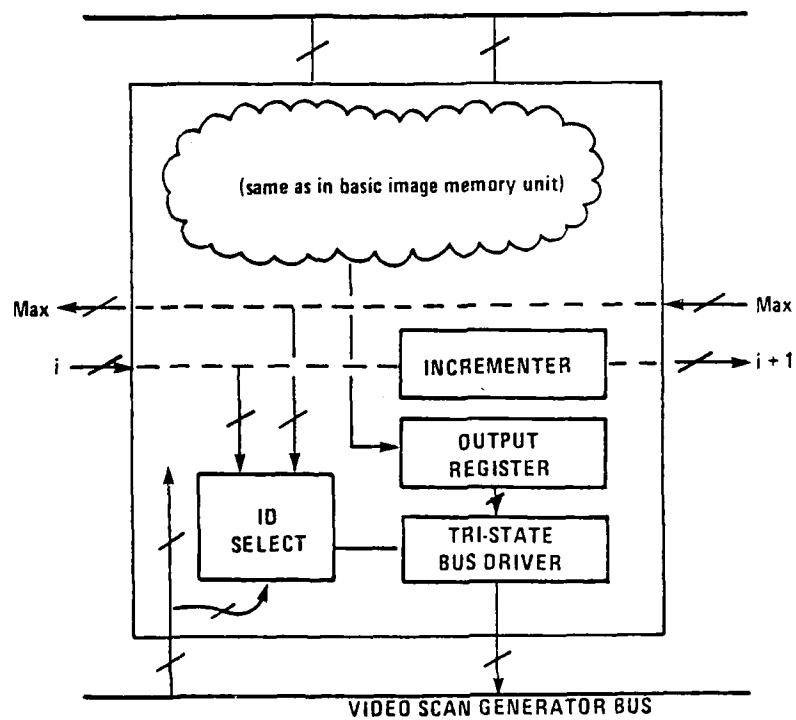 (same as in basic image memory unit)
Max
Max
i
INCREMENTER
i + 1
OUTPUT
REGISTER
ID
SELECT
TRI-STATE
BUS DRIVER
VIDEO SCAN GENERATOR BUS